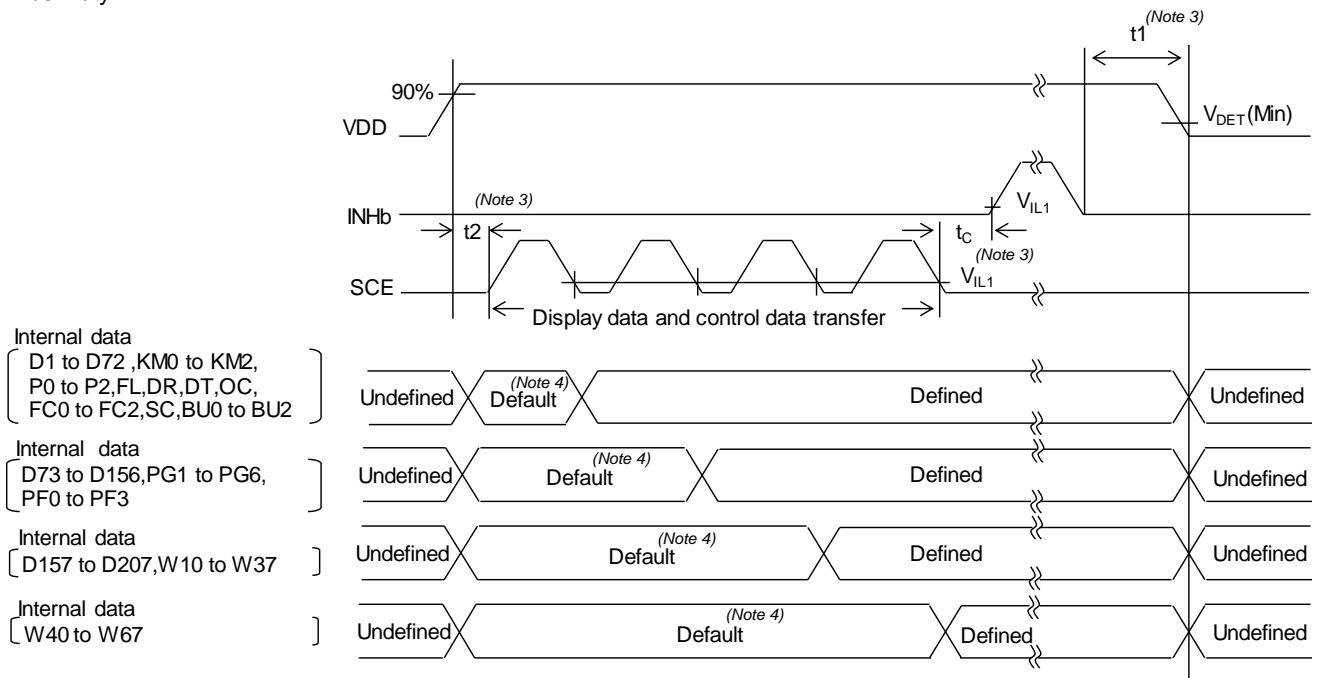 t1 (Note 3)
90%
VDD
VDET(Min)
INHb
(Note 3)
t2
tC
VIL1
(Note 3)
VIL1
SCE
Display data and control data transfer
Internal data
D1 to D72 ,KM0 to KM2,
P0 to P2,FL,DR,DT,OC,
FC0 to FC2,SC,BU0 to BU2
Undefined
(Note 4)
Default
Defined
Undefined
Internal data
D73 to D156,PG1 to PG6,
PF0 to PF3
Undefined
(Note 4)
Default
Defined
Undefined
Internal data
D157 to D207,W10 to W37
Undefined
(Note 4)
Default
Defined
Undefined
Internal data
W40 to W67
Undefined
(Note 4)
Default
Defined
Undefined